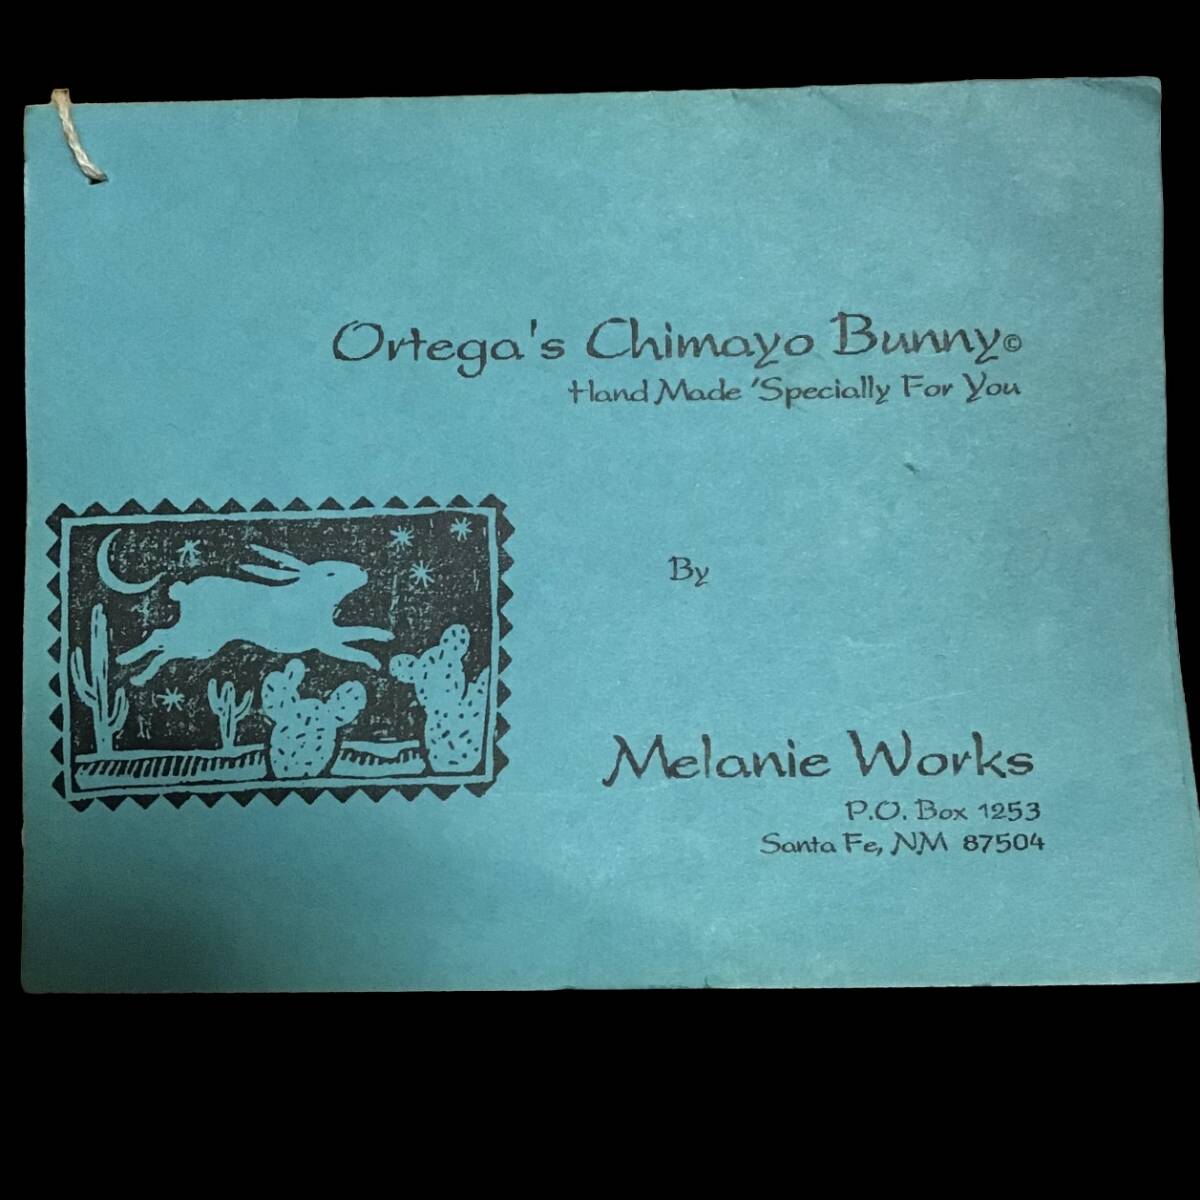 Ortega's Chimayo Bunny©
Hand Made 'Specially For You
By
Melanie Works
P.O. Box 1253
Santa Fe, NM 87504